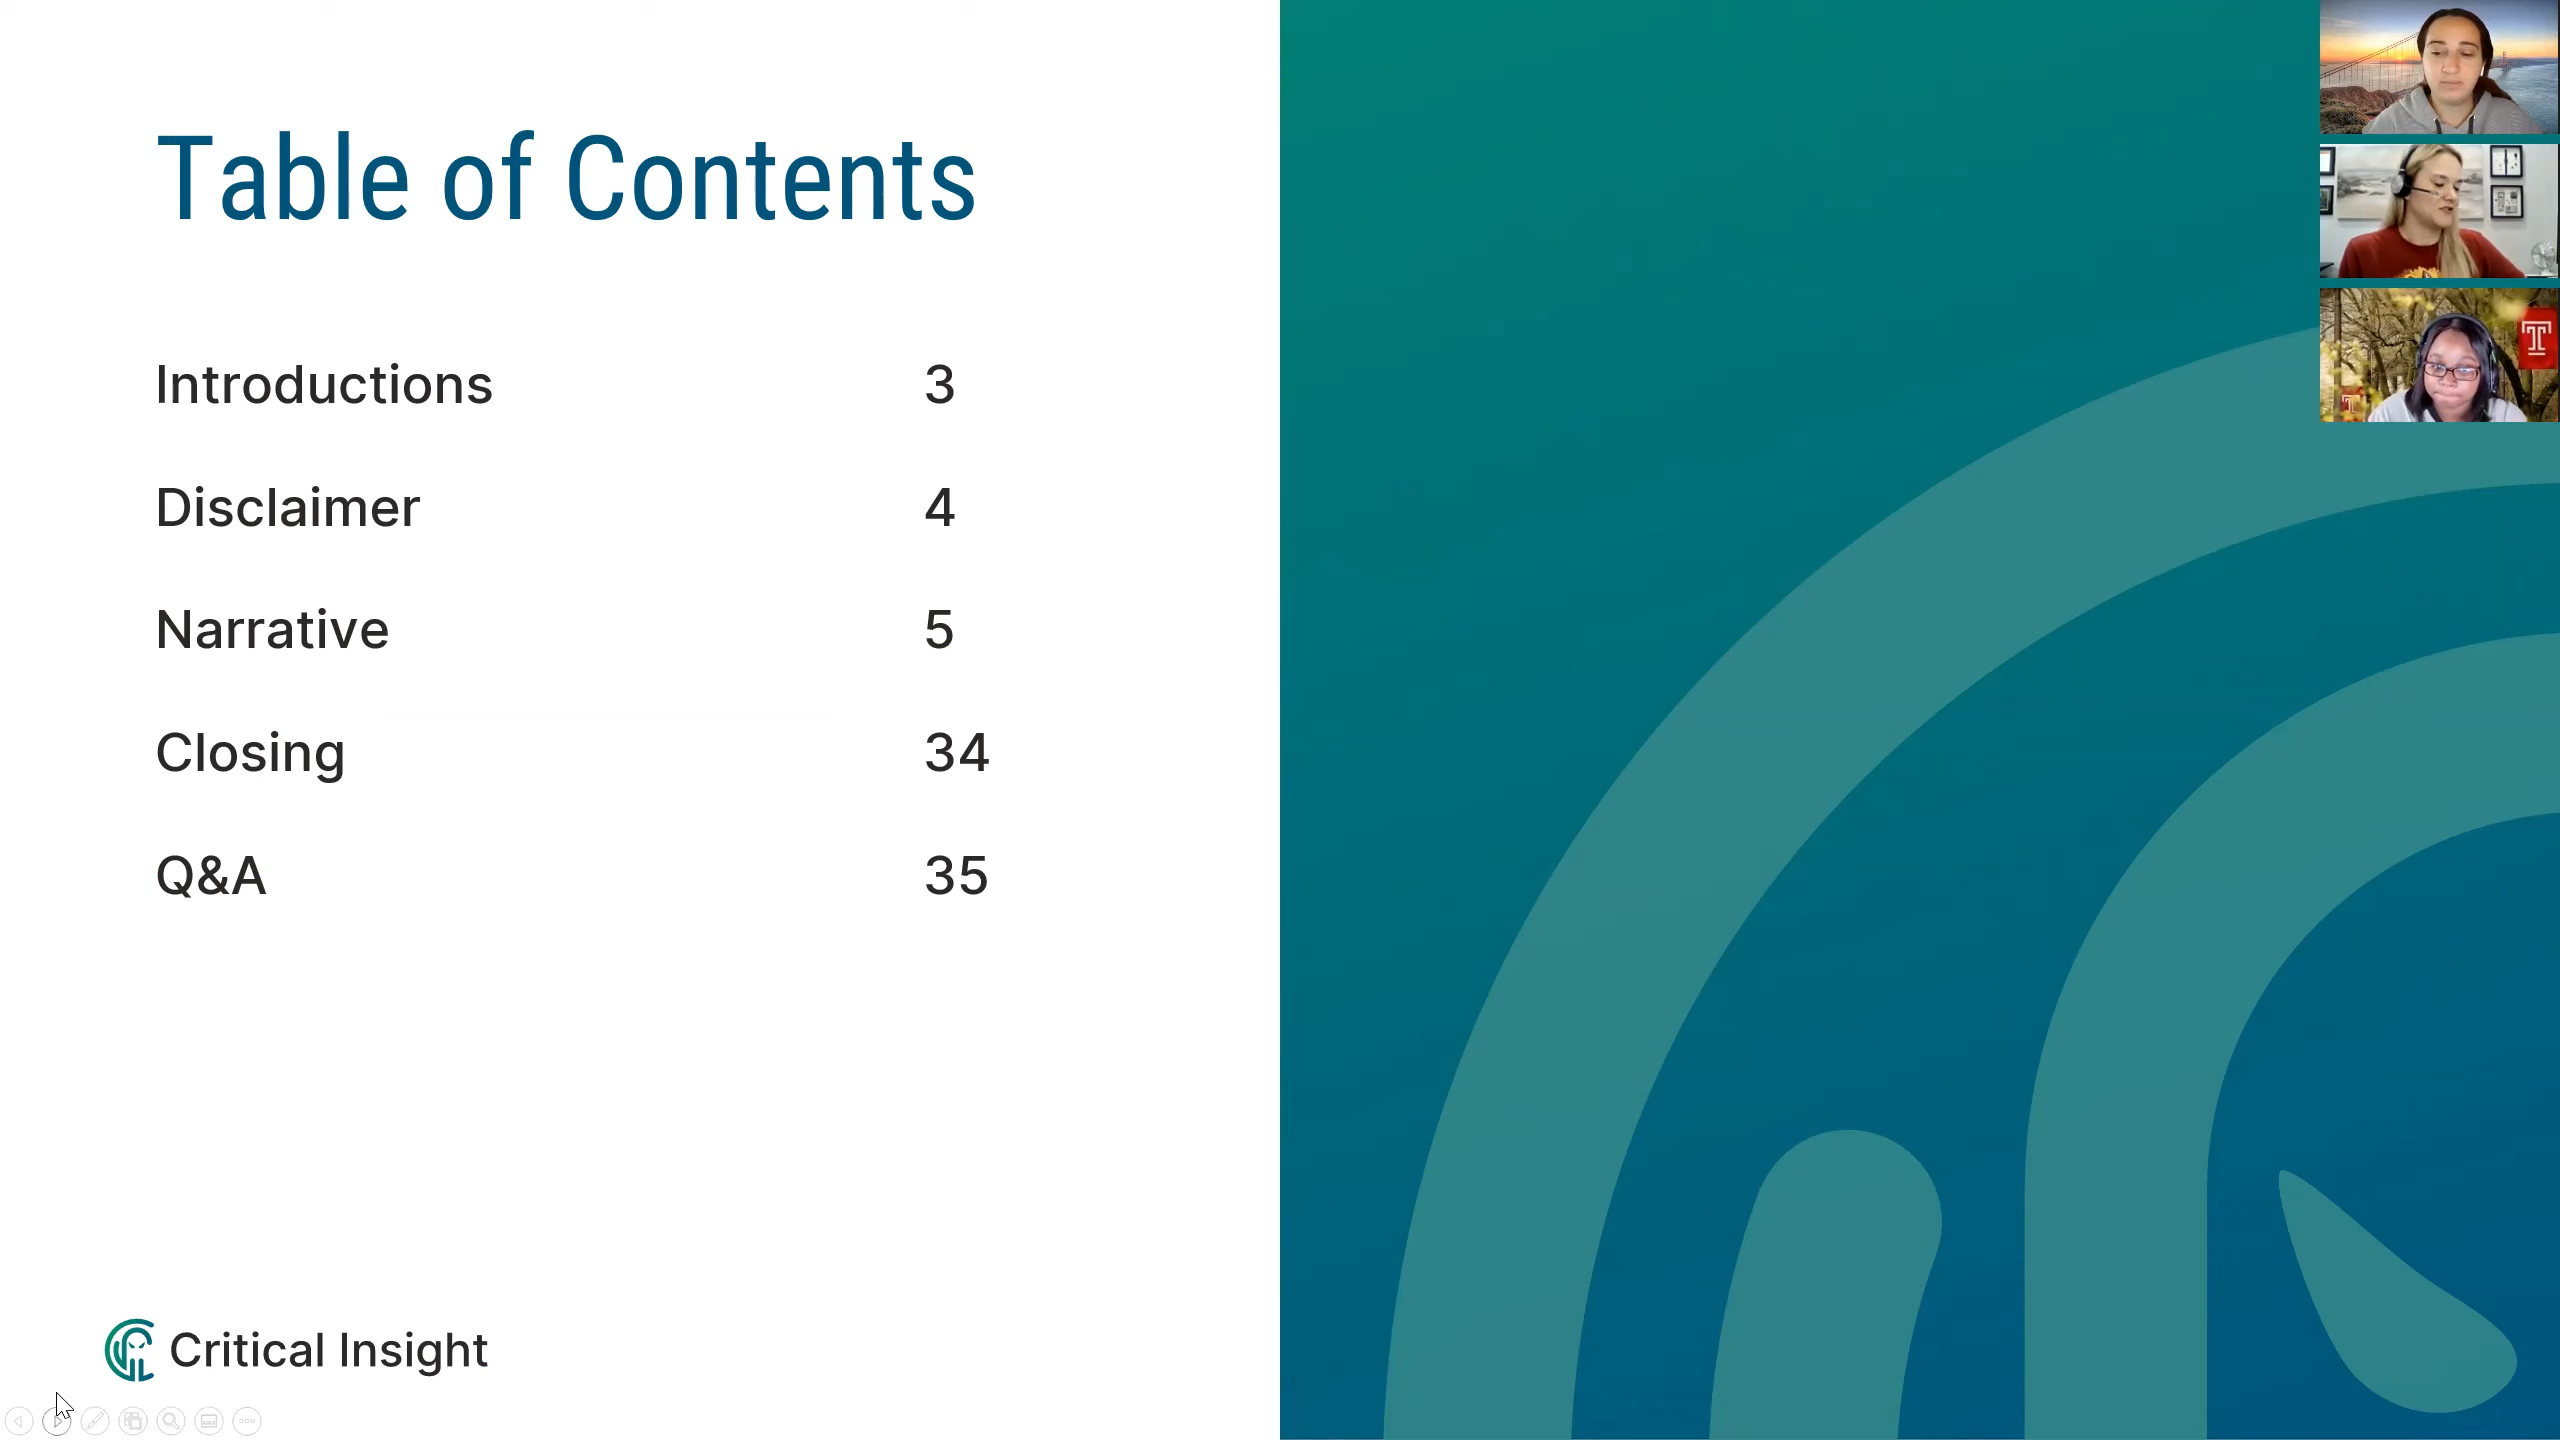 Table of Contents
Introductions 3
Disclaimer 4
Narrative 5
Closing 34
Q&A 35
Critical Insight